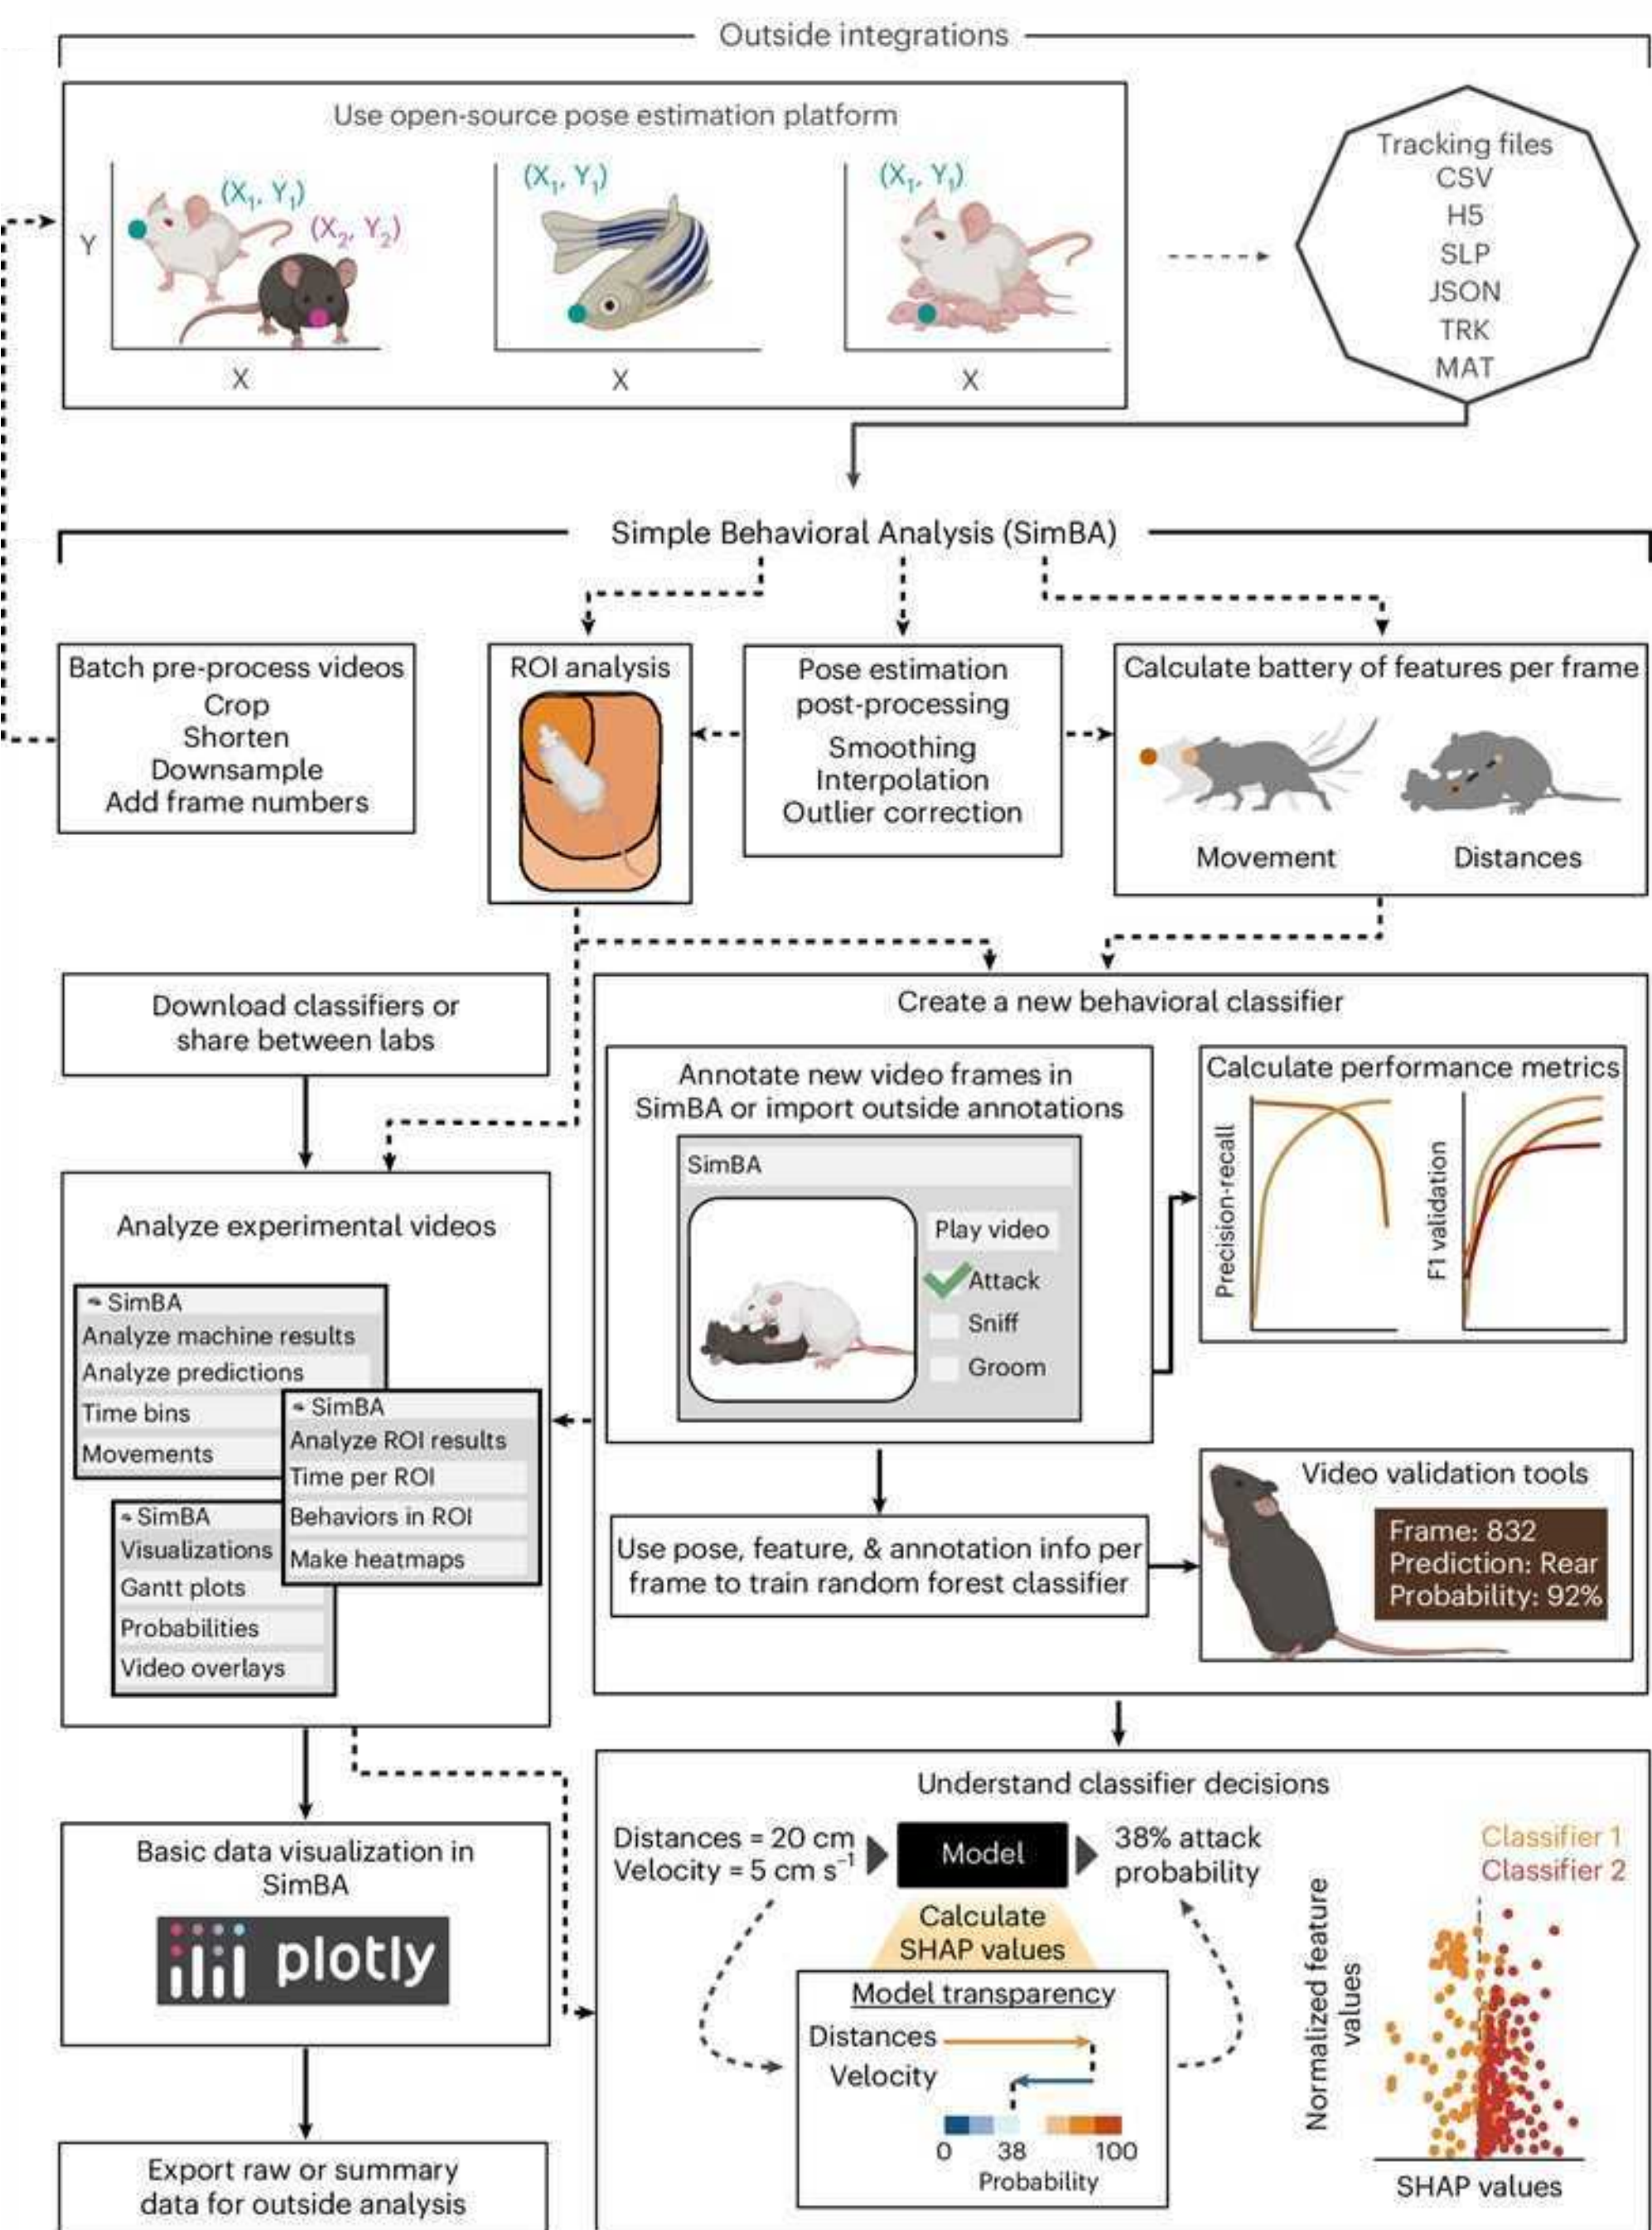 Outside integrations
Use open-source pose estimation platform
(X1, Y1)
(X2, Y2)
Y
X
(X1, Y1)
X
(X1, Y1)
X
Tracking files
CSV
H5
SLP
JSON
TRK
MAT
Simple Behavioral Analysis (SimBA)
Batch pre-process videos
Crop
Shorten
Downsample
Add frame numbers
ROI analysis
Pose estimation
post-processing
Smoothing
Interpolation
Outlier correction
Calculate battery of features per frame
Movement
Distances
Download classifiers or
share between labs
Analyze experimental videos
SimBA
Analyze machine results
Analyze predictions
Time bins
Movements
SimBA
Analyze ROI results
Time per ROI
Behaviors in ROI
Make heatmaps
SimBA
Visualizations
Gantt plots
Probabilities
Video overlays
Create a new behavioral classifier
Annotate new video frames in
SimBA or import outside annotations
SimBA
Play video
Attack
Sniff
Groom
Calculate performance metrics
Precision-recall
F1 validation
Use pose, feature, & annotation info per
frame to train random forest classifier
Video validation tools
Frame: 832
Prediction: Rear
Probability: 92%
Basic data visualization in
SimBA
plotly
Export raw or summary
data for outside analysis
Understand classifier decisions
Distances = 20 cm
Velocity = 5 cm s⁻¹
Model
38% attack
probability
Calculate
SHAP values
Model transparency
Distances
Velocity
0 38 100
Probability
Classifier 1
Classifier 2
Normalized feature
values
SHAP values